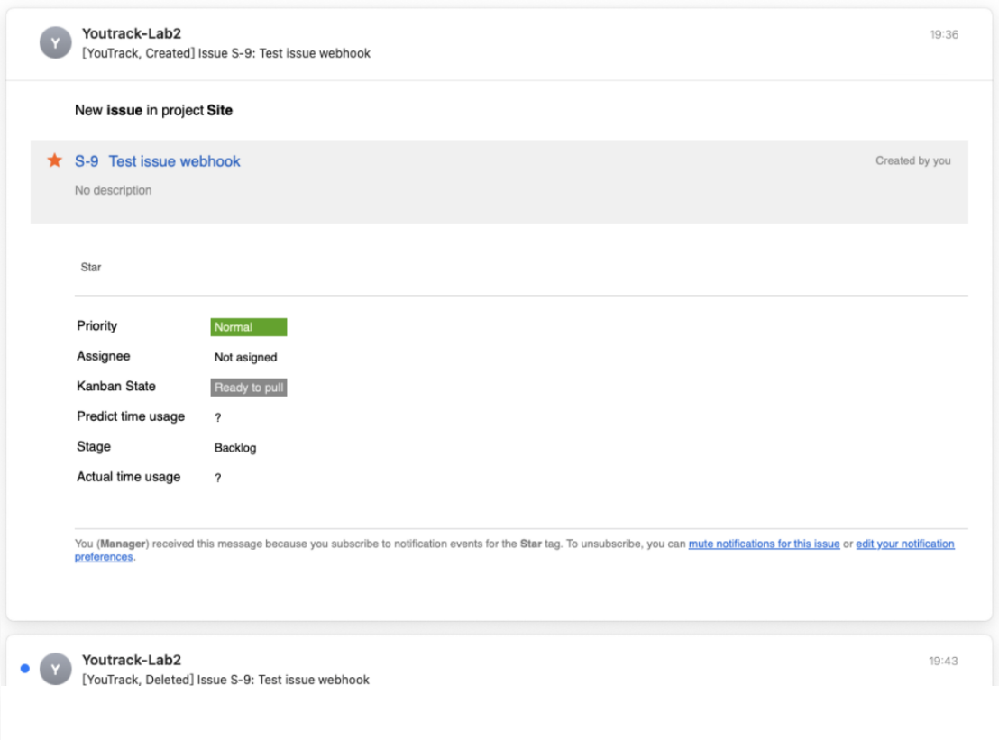 Y
Youtrack-Lab2
19:36
[YouTrack, Created] Issue S-9: Test issue webhook
New issue in project Site
S-9 Test issue webhook
Created by you
No description
Star
Priority Normal
Assignee Not asigned
Kanban State Ready to pull
Predict time usage ?
Stage Backlog
Actual time usage ?
You (Manager) received this message because you subscribe to notification events for the Star tag. To unsubscribe, you can mute notifications for this issue or edit your notification
preferences.
Y
Youtrack-Lab2
19:43
[YouTrack, Deleted] Issue S-9: Test issue webhook